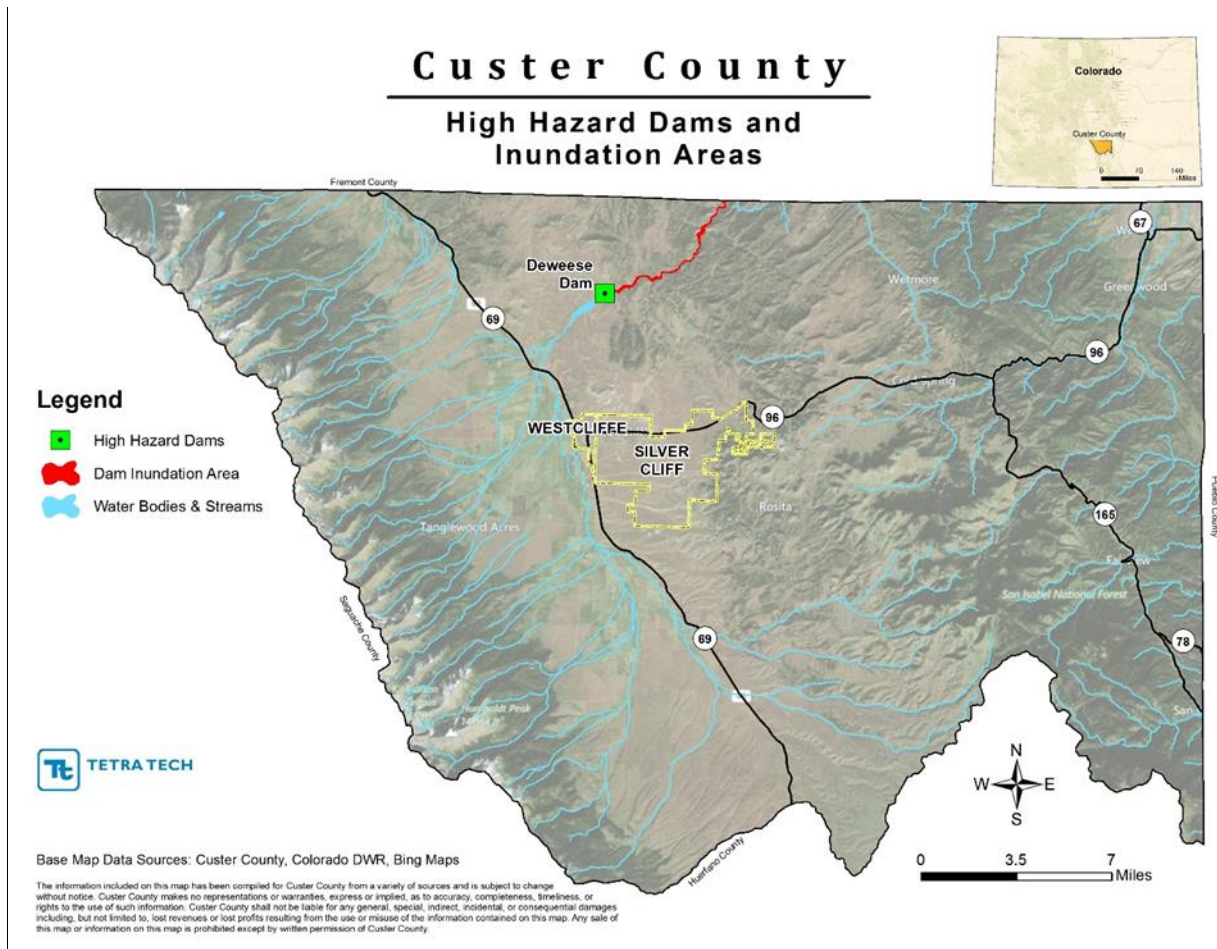 Custer County
High Hazard Dams and
Inundation Areas
Colorado
Custer County
0 70 140
Miles
Fremont County
67
Deweese
Dam
Wetmore
Greenwood
69
96
Legend
High Hazard Dams
Dam Inundation Area
Water Bodies & Streams
WESTCLIFFE
96
SILVER
CLIFF
Rosita
Tanglewood Acres
Pueblo County
165
San Isabel National Forest
Saguache County
69
78
Humboldt Peak
San
TETRA TECH
N
W E
S
Huerfano County
Base Map Data Sources: Custer County, Colorado DWR, Bing Maps
0 3.5 7
Miles
The information included on this map has been compiled for Custer County from a variety of sources and is subject to change
without notice. Custer County makes no representations or warranties, express or implied, as to accuracy, completeness, timeliness, or
rights to the use of such information. Custer County shall not be liable for any general, special, indirect, incidental, or consequential damages
including, but not limited to, lost revenues or lost profits resulting from the use or misuse of the information contained on this map. Any sale of
this map or information on this map is prohibited except by written permission of Custer County.